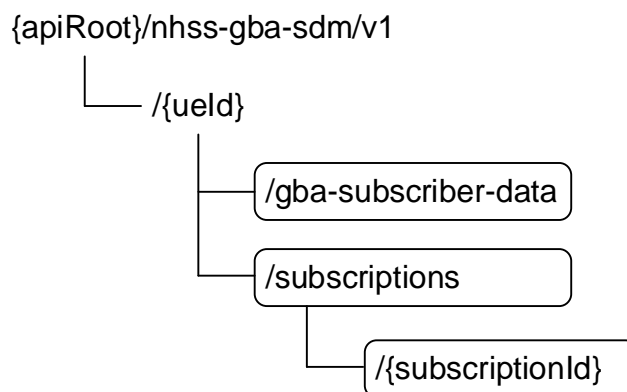 {apiRoot}/nhss-gba-sdm/v1
/{ueId}
/gba-subscriber-data
/subscriptions
/{subscriptionId}